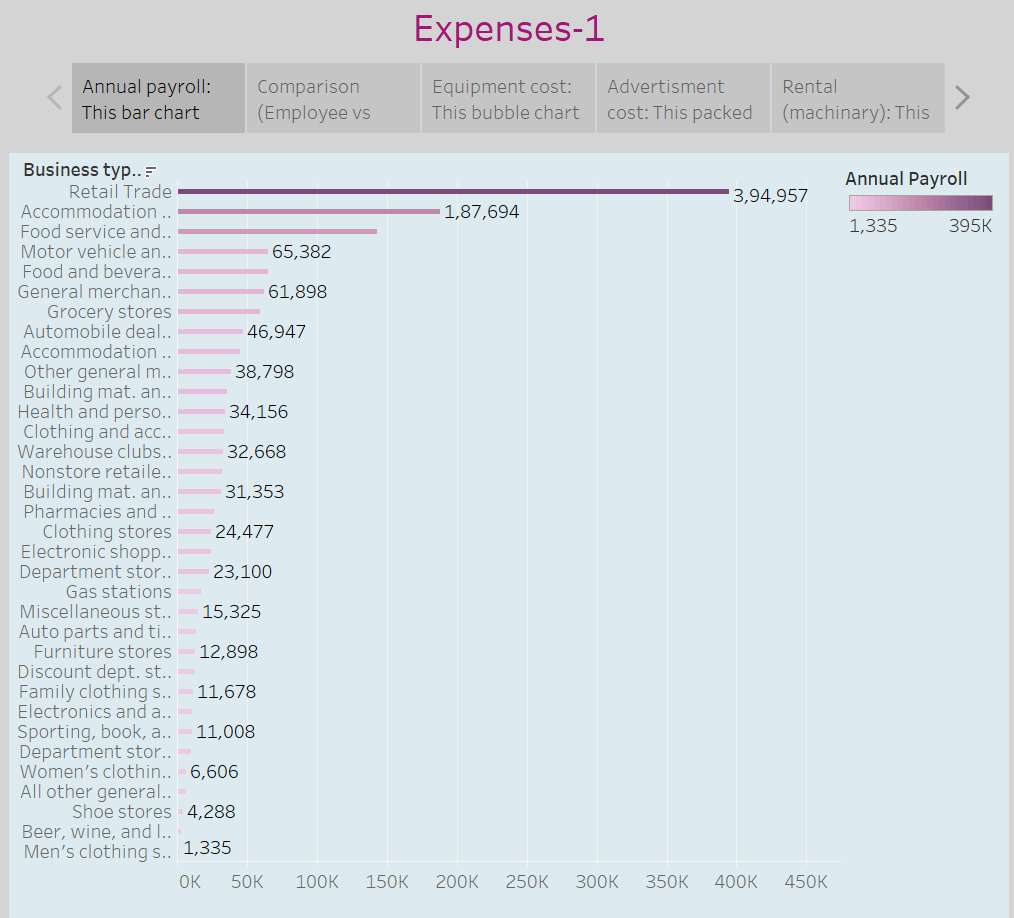 Expenses-1
Annual payroll:
This bar chart
Comparison
(Employee vs
Equipment cost:
This bubble chart
Advertisment
cost: This packed
Rental
(machinary): This
Business typ..
Annual Payroll
1,335 395K
Retail Trade 3,94,957
Accommodation .. 1,87,694
Food service and..
Motor vehicle an.. 65,382
Food and bevera..
General merchan.. 61,898
Grocery stores
Automobile deal.. 46,947
Accommodation ..
Other general m.. 38,798
Building mat. an..
Health and perso.. 34,156
Clothing and acc..
Warehouse clubs.. 32,668
Nonstore retaile..
Building mat. an.. 31,353
Pharmacies and ..
Clothing stores 24,477
Electronic shopp..
Department stor.. 23,100
Gas stations
Miscellaneous st.. 15,325
Auto parts and ti..
Furniture stores 12,898
Discount dept. st..
Family clothing s.. 11,678
Electronics and a..
Sporting, book, a.. 11,008
Department stor..
Women’s clothin.. 6,606
All other general..
Shoe stores 4,288
Beer, wine, and l..
Men’s clothing s.. 1,335
0K 50K 100K 150K 200K 250K 300K 350K 400K 450K